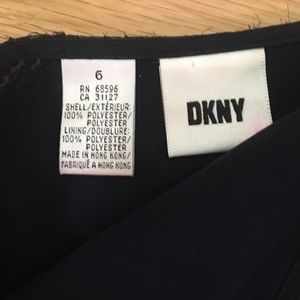 6
RN 68596
CA 31127
SHELL/EXTÉRIEUR:
100% POLYESTER/
POLYESTER
LINING/DOUBLURE:
100% POLYESTER/
POLYESTER
MADE IN HONG KONG/
FABRIQUÉ A HONG KONG
DKNY